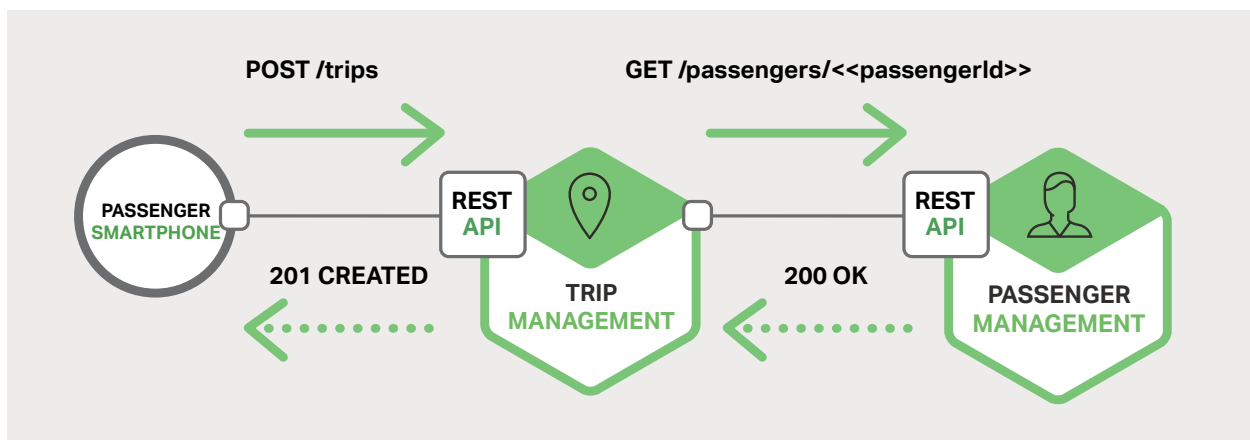 POST /trips
GET /passengers/<<passengerId>>
PASSENGER
SMARTPHONE
REST
API
201 CREATED
TRIP
MANAGEMENT
200 OK
REST
API
PASSENGER
MANAGEMENT